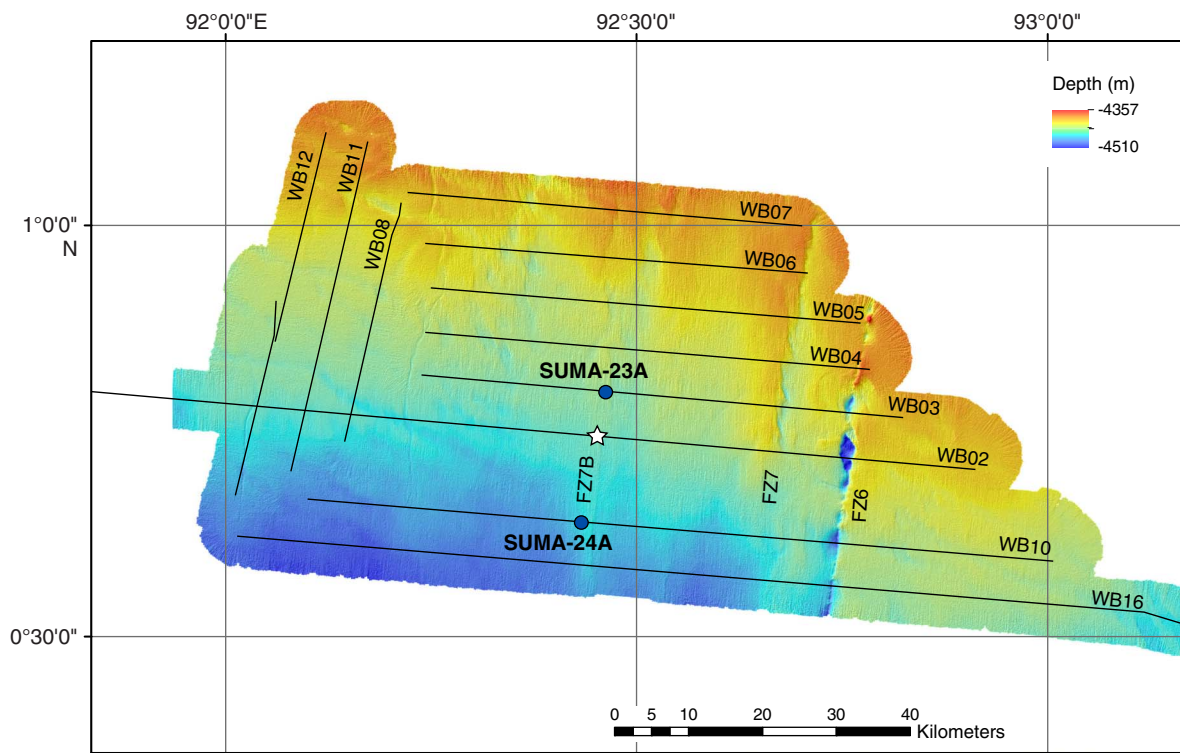 92°0'0"E
92°30'0"
93°0'0"
Depth (m)
-4357
-4510
WB12
WB11
WB08
WB07
1°0'0"
N
WB06
WB05
WB04
SUMA-23A
WB03
WB02
FZ7B
FZ7
FZ6
SUMA-24A
WB10
WB16
0°30'0"
0 5 10 20 30 40
Kilometers